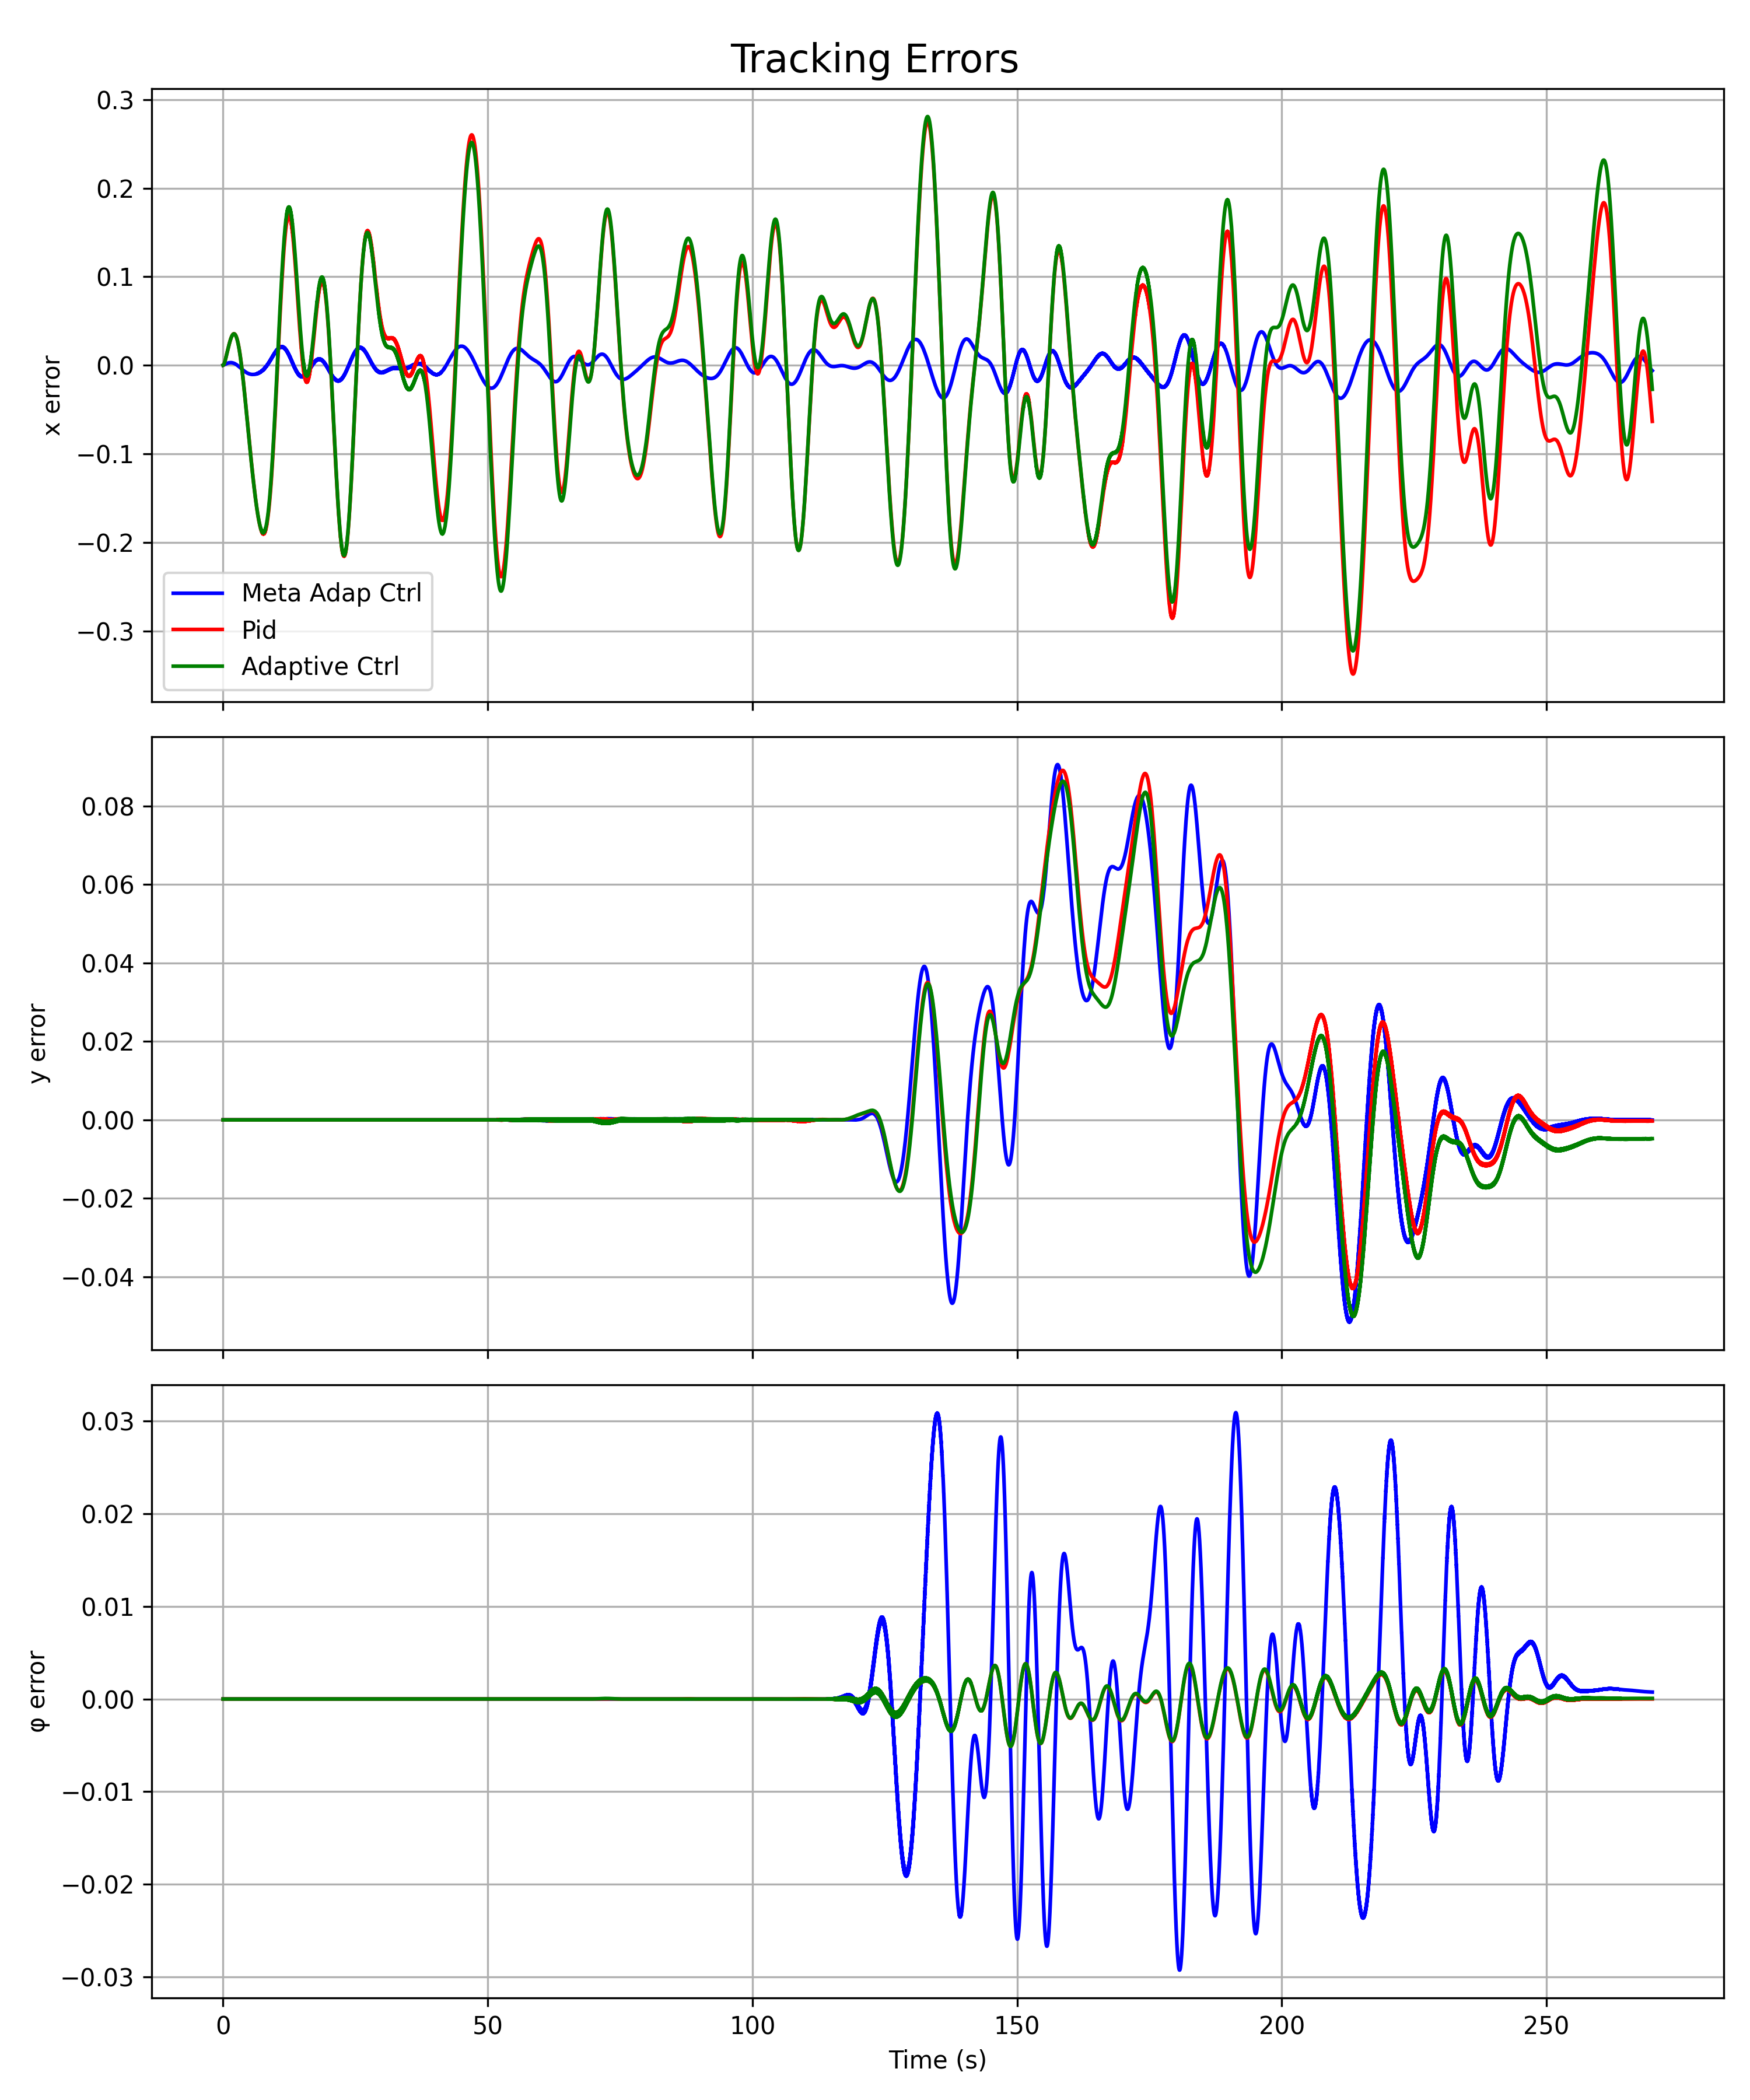 Tracking Errors
0.3
0.2
0.1
0.0
−0.1
−0.2
−0.3
x error
Meta Adap Ctrl
Pid
Adaptive Ctrl
0.08
0.06
0.04
0.02
0.00
−0.02
−0.04
y error
0.03
0.02
0.01
0.00
−0.01
−0.02
−0.03
φ error
0 50 100 150 200 250
Time (s)